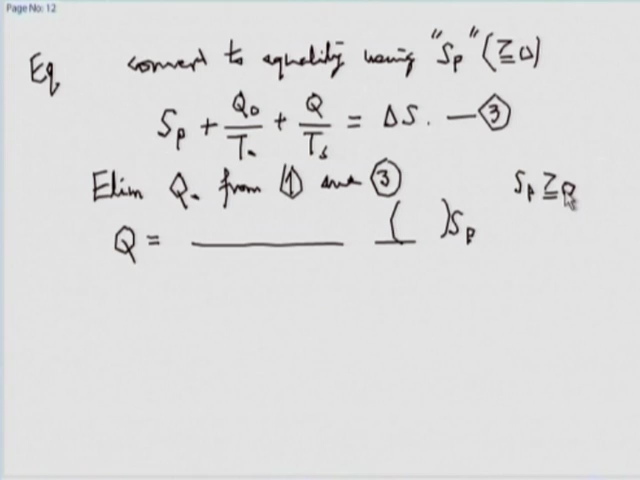 Page No: 12
Eq convert to equality using "Sp" (≥0)
Sp + Q₀/T₀ + Q/Ts = ΔS. — ③
Elim Q₀ from ① and ③
Sp ≥ 0
Q = ________ ( )Sp